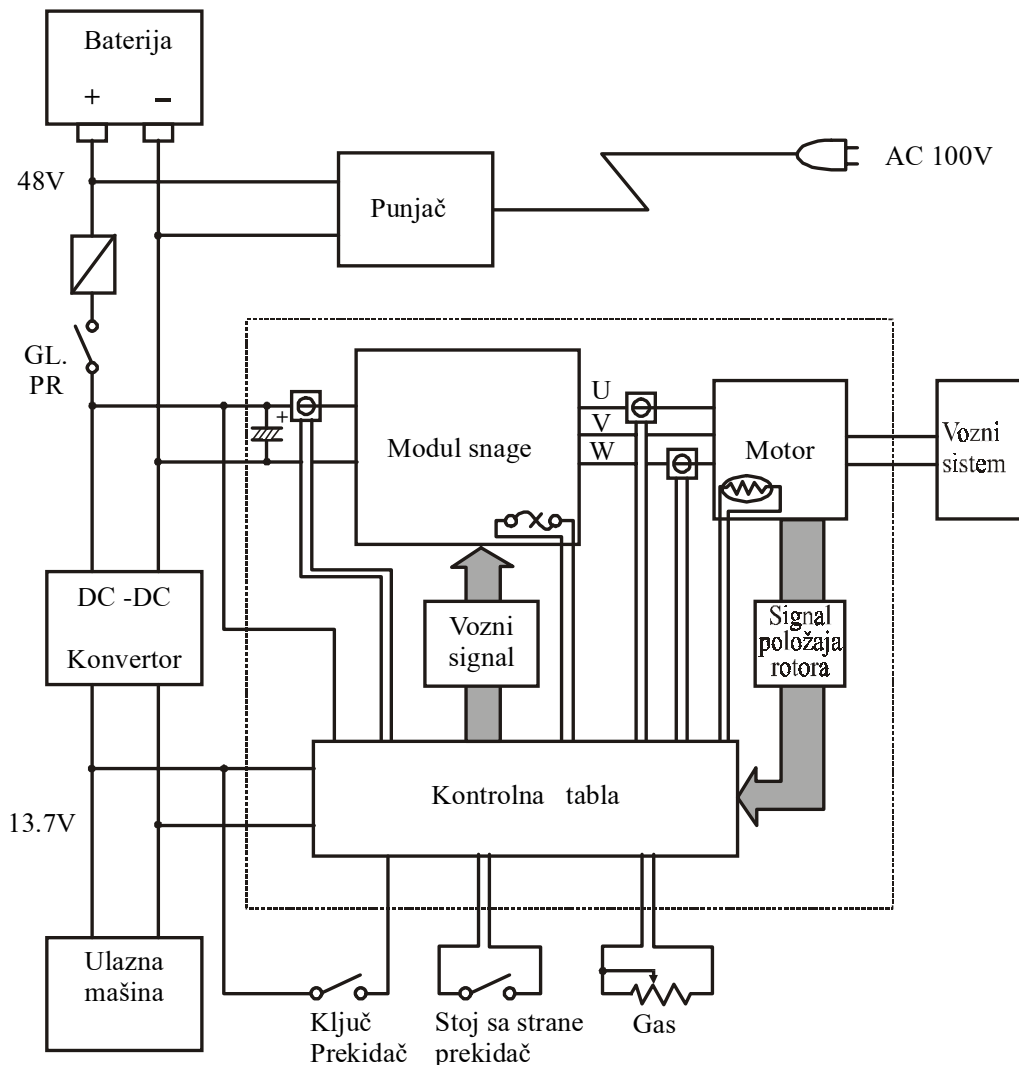 Baterija
+ −
48V
Punjač
AC 100V
GL.
PR
+
Modul snage
U
V
W
Motor
Vozni
sistem
DC -DC
Konvertor
Vozni
signal
Signal
položaja
rotora
Kontrolna tabla
13.7V
Ulazna
mašina
Ključ
Prekidač
Stoj sa strane
prekidač
Gas